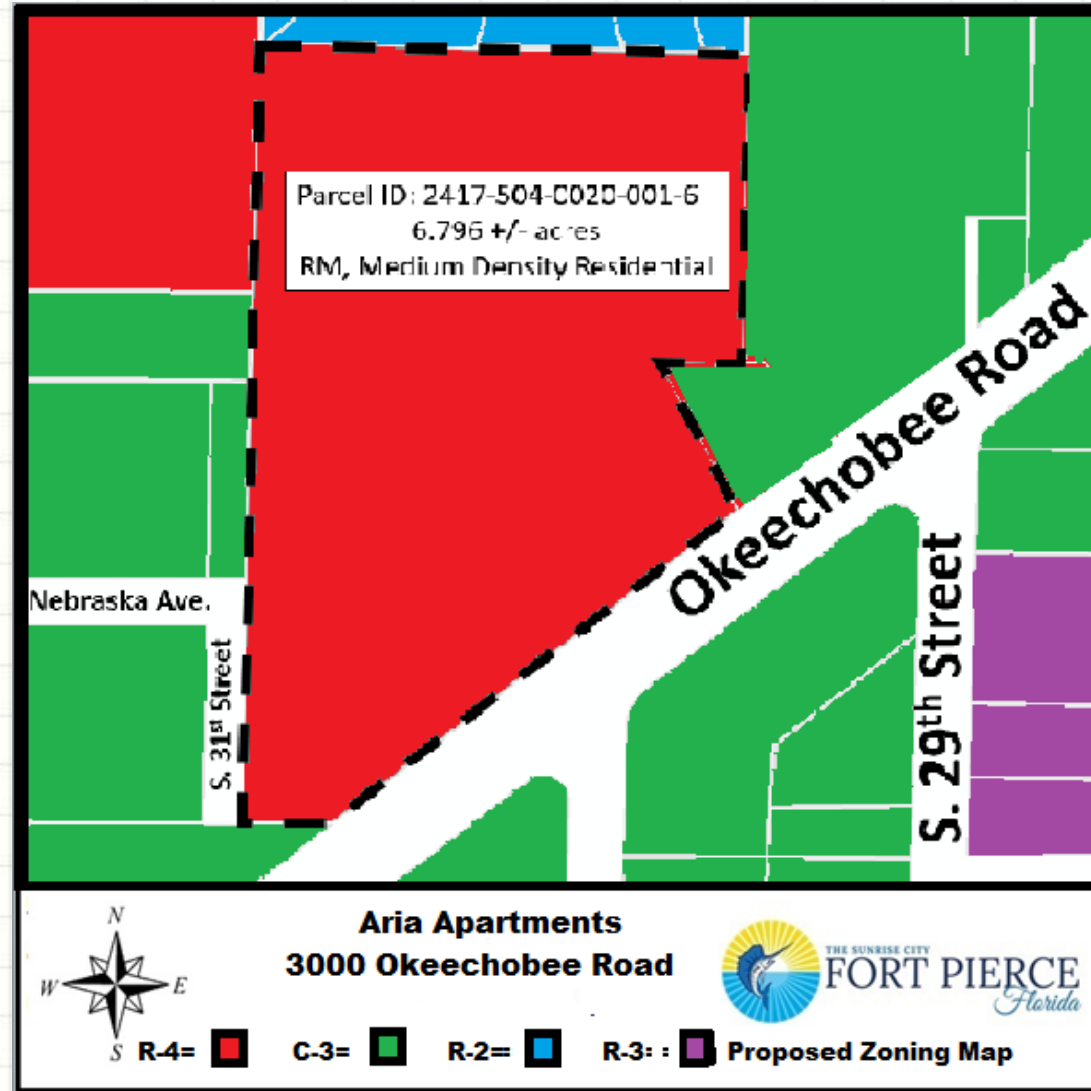 Parcel ID: 2417-504-0020-001-6
6.796 +/- acres
RM, Medium Density Residential
Okeechobee Road
Nebraska Ave.
S. 31st Street
S. 29th Street
N
W E
S
Aria Apartments
3000 Okeechobee Road
THE SUNRISE CITY
FORT PIERCE
Florida
R-4= C-3= R-2= R-3: : Proposed Zoning Map